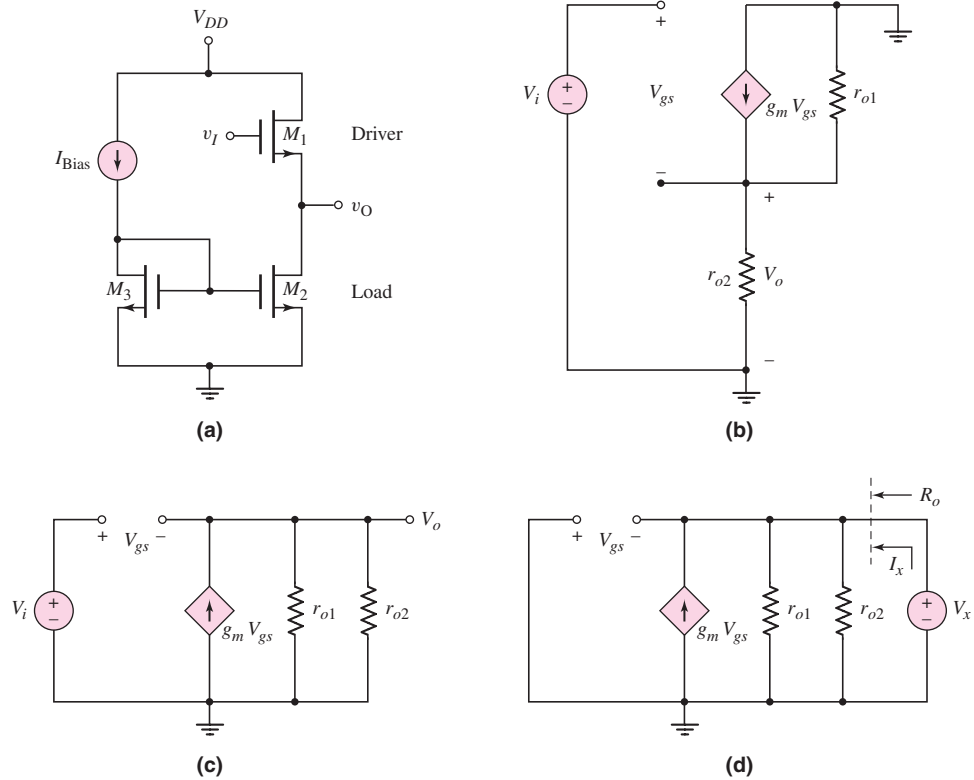 V_DD
v_I
M_1
Driver
I_Bias
v_O
M_3
M_2
Load
(a)
+
V_i
+
−
V_gs
g_m V_gs
r_o1
−
+
r_o2
V_o
−
(b)
+
V_gs
−
V_o
V_i
+
−
g_m V_gs
r_o1
r_o2
(c)
R_o
+
V_gs
−
I_x
g_m V_gs
r_o1
r_o2
+
−
V_x
(d)